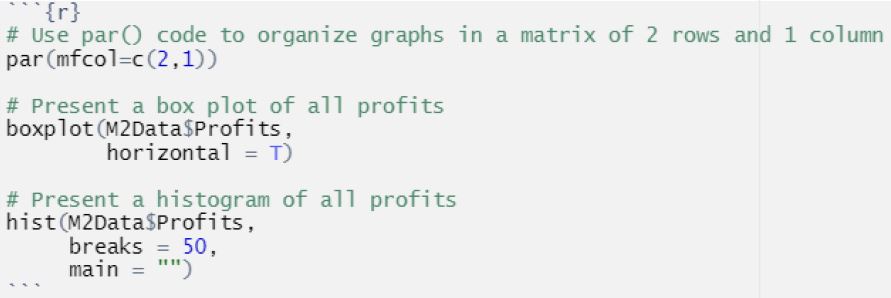 ```{r}
# Use par() code to organize graphs in a matrix of 2 rows and 1 column
par(mfcol=c(2,1))

# Present a box plot of all profits
boxplot(M2Data$Profits,
        horizontal = T)

# Present a histogram of all profits
hist(M2Data$Profits,
     breaks = 50,
     main = "")
```